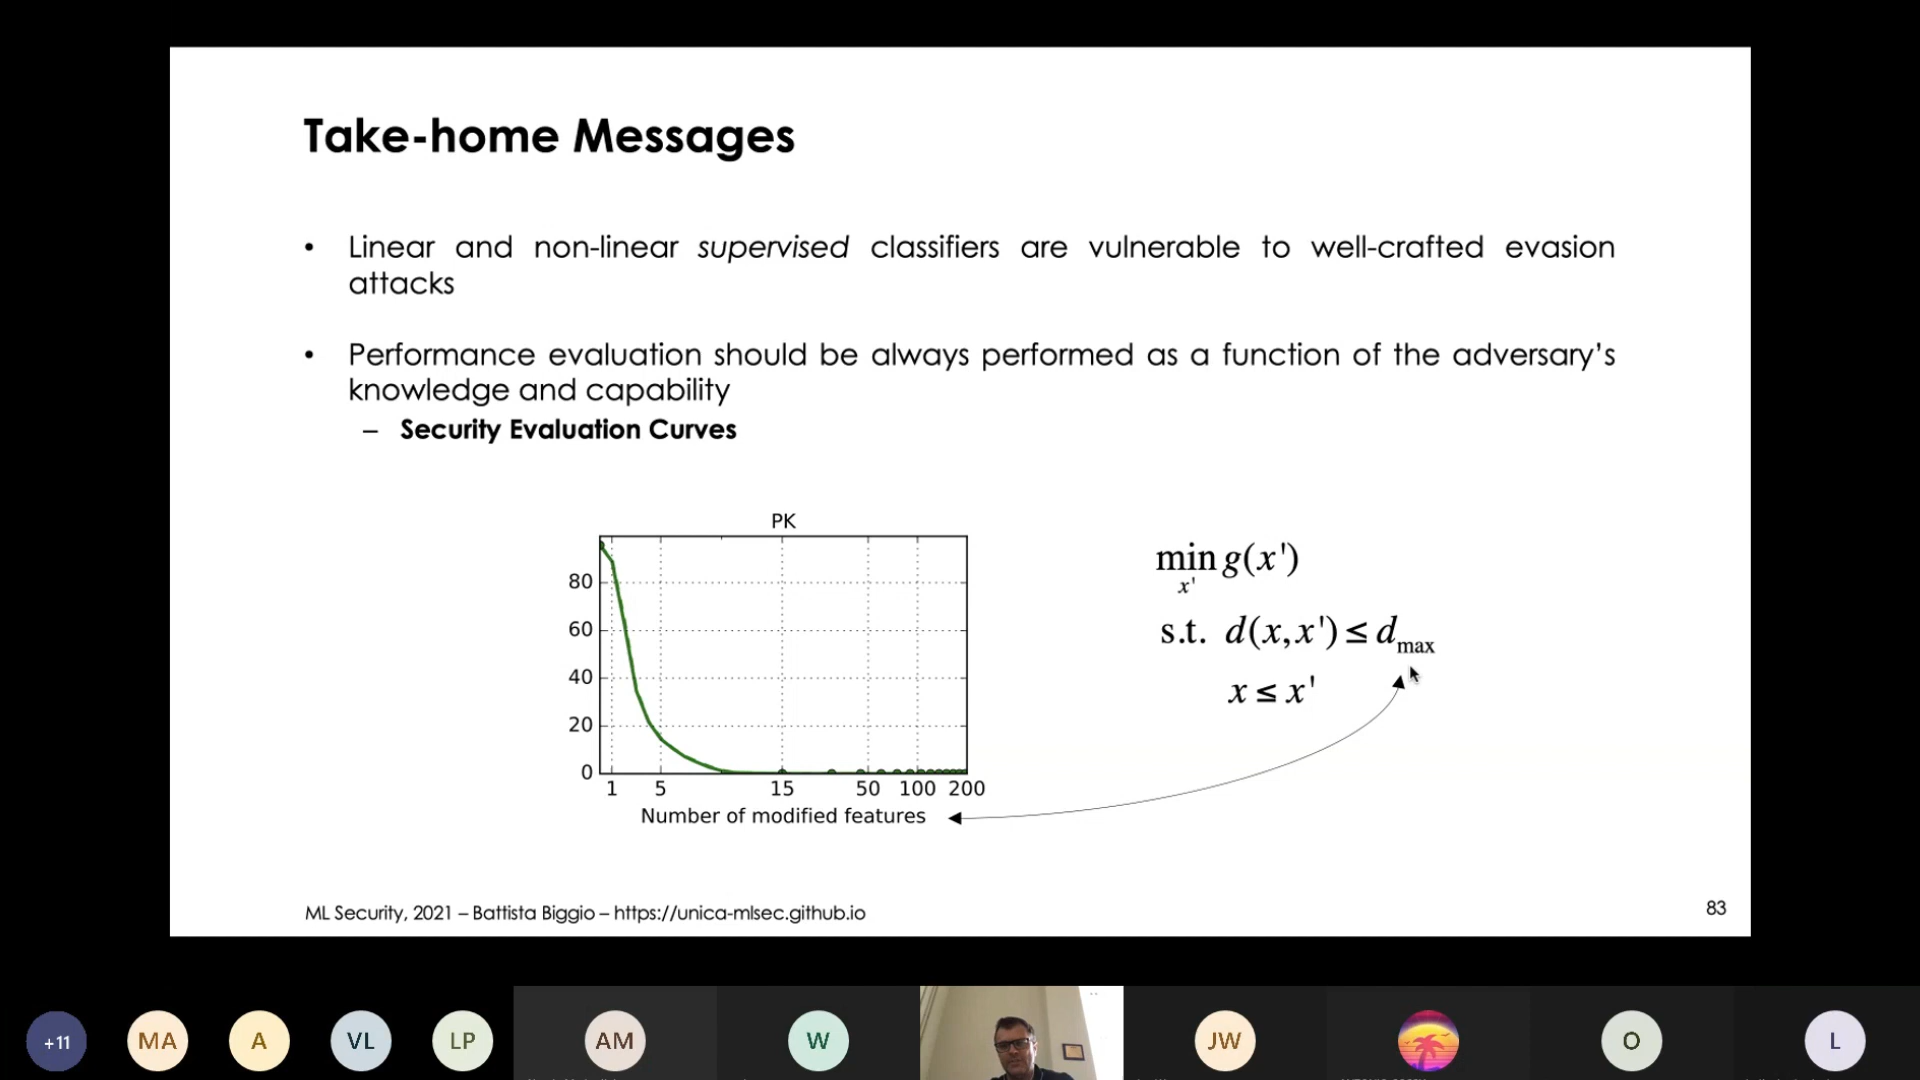 Take-home Messages
• Linear and non-linear supervised classifiers are vulnerable to well-crafted evasion
attacks
• Performance evaluation should be always performed as a function of the adversary's
knowledge and capability
– Security Evaluation Curves
PK
80
60
40
20
0
1 5 15 50 100 200
Number of modified features
min g(x')
x'
s.t. d(x,x') ≤ d_max
x ≤ x'
ML Security, 2021 – Battista Biggio – https://unica-mlsec.github.io
83
+11 MA A VL LP AM W JW O L